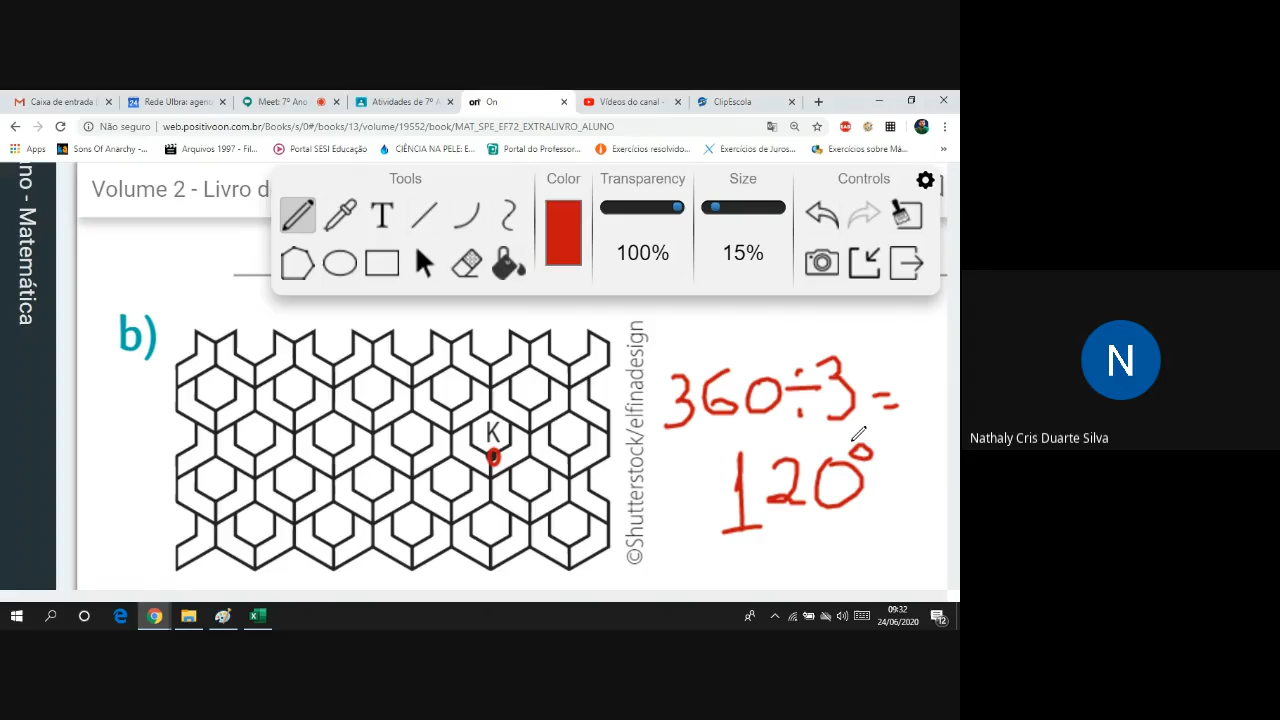 Caixa de entrada
Rede Ulbra: agen
Meet: 7º Ano
Atividades de 7º A
On
Vídeos do canal -
ClipEscola
Não seguro
web.positivoon.com.br/Books/s/0#/books/13/volume/19552/book/MAT_SPE_EF72_EXTRALIVRO_ALUNO
Apps
Sons Of Anarchy -...
Arquivos 1997 - Fil...
Portal SESI Educação
CIÊNCIA NA PELE: E...
Portal do Professor...
Exercícios resolvido...
Exercícios de Juros...
Exercícios sobre Má...
no - Matemática
Volume 2 - Livro d
Tools
Color
Transparency
Size
Controls
T
100%
15%
b)
K
©Shutterstock/elfinadesign
360÷3=
120°
N
Nathaly Cris Duarte Silva
09:32
24/06/2020
12